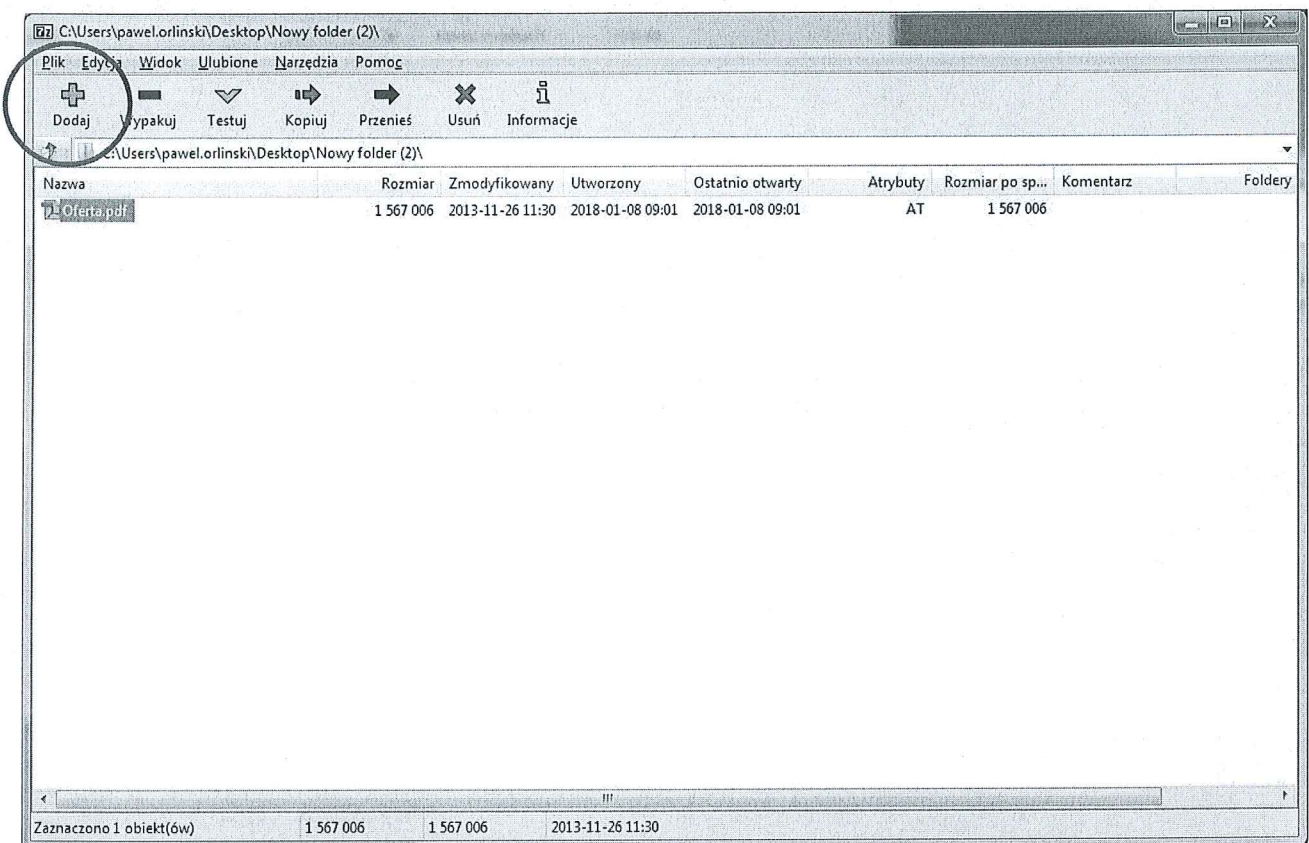 7z C:\Users\pawel.orlinski\Desktop\Nowy folder (2)\
Plik Edycja Widok Ulubione Narzędzia Pomoc
Dodaj Wypakuj Testuj Kopiuj Przenieś Usuń Informacje
C:\Users\pawel.orlinski\Desktop\Nowy folder (2)\
Nazwa Rozmiar Zmodyfikowany Utworzony Ostatnio otwarty Atrybuty Rozmiar po sp... Komentarz Foldery
Oferta.pdf 1 567 006 2013-11-26 11:30 2018-01-08 09:01 2018-01-08 09:01 AT 1 567 006
Zaznaczono 1 obiekt(ów) 1 567 006 1 567 006 2013-11-26 11:30